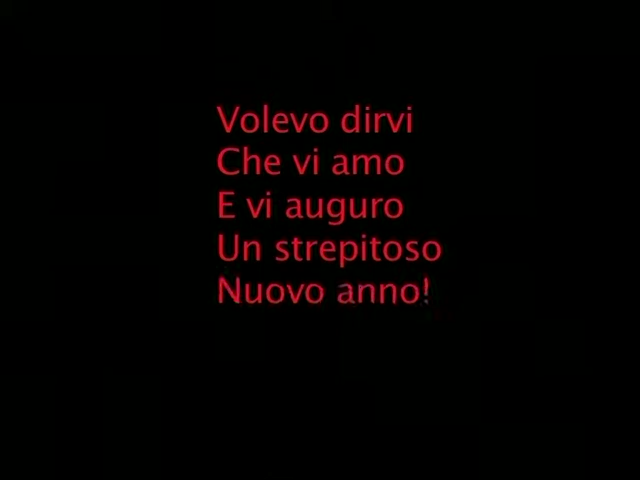 Volevo dirvi
Che vi amo
E vi auguro
Un strepitoso
Nuovo anno!